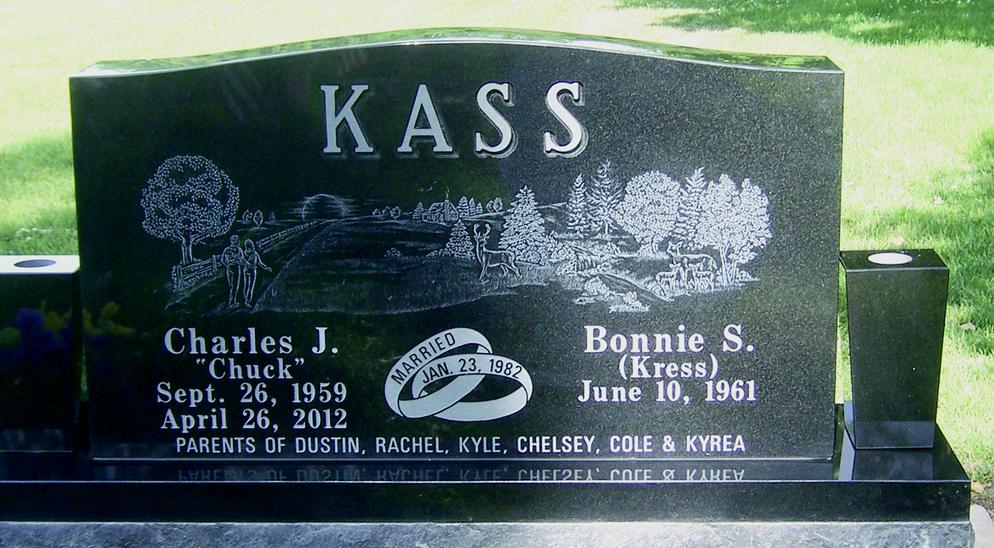 KASS
Charles J.
"Chuck"
Sept. 26, 1959
April 26, 2012
MARRIED
JAN. 23, 1982
Bonnie S.
(Kress)
June 10, 1961
PARENTS OF DUSTIN, RACHEL, KYLE, CHELSEY, COLE & KYREA